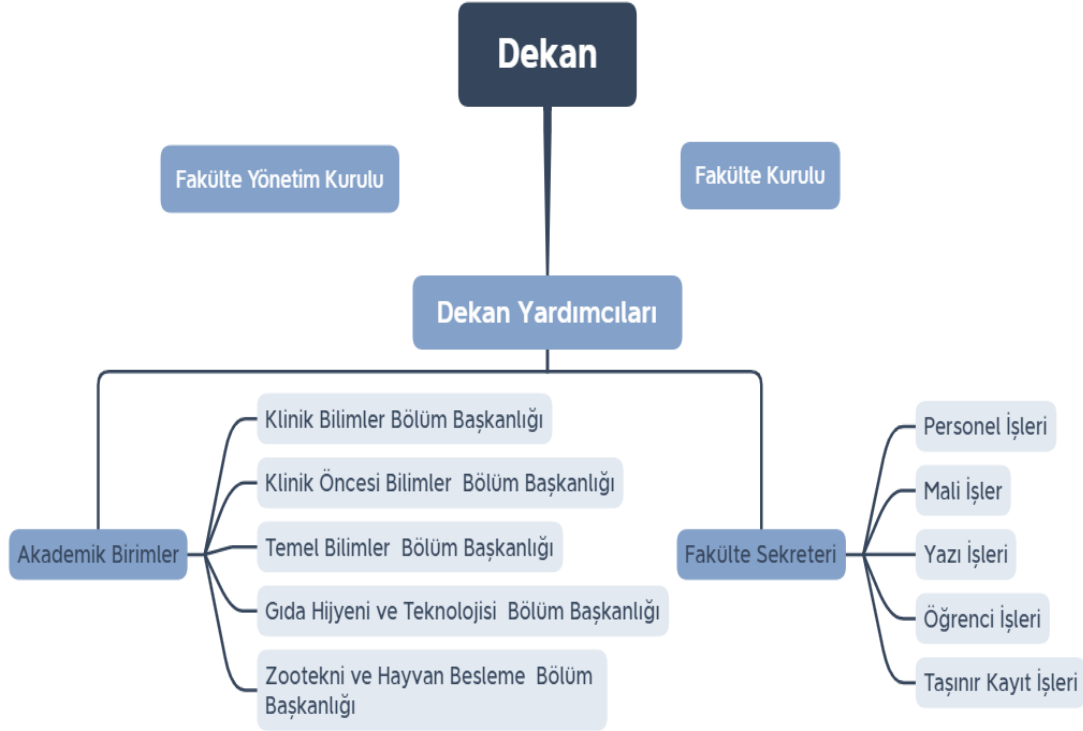 Dekan
Fakülte Yönetim Kurulu
Fakülte Kurulu
Dekan Yardımcıları
Akademik Birimler
Klinik Bilimler Bölüm Başkanlığı
Klinik Öncesi Bilimler Bölüm Başkanlığı
Temel Bilimler Bölüm Başkanlığı
Gıda Hijyeni ve Teknolojisi Bölüm Başkanlığı
Zootekni ve Hayvan Besleme Bölüm
Başkanlığı
Fakülte Sekreteri
Personel İşleri
Mali İşler
Yazı İşleri
Öğrenci İşleri
Taşınır Kayıt İşleri